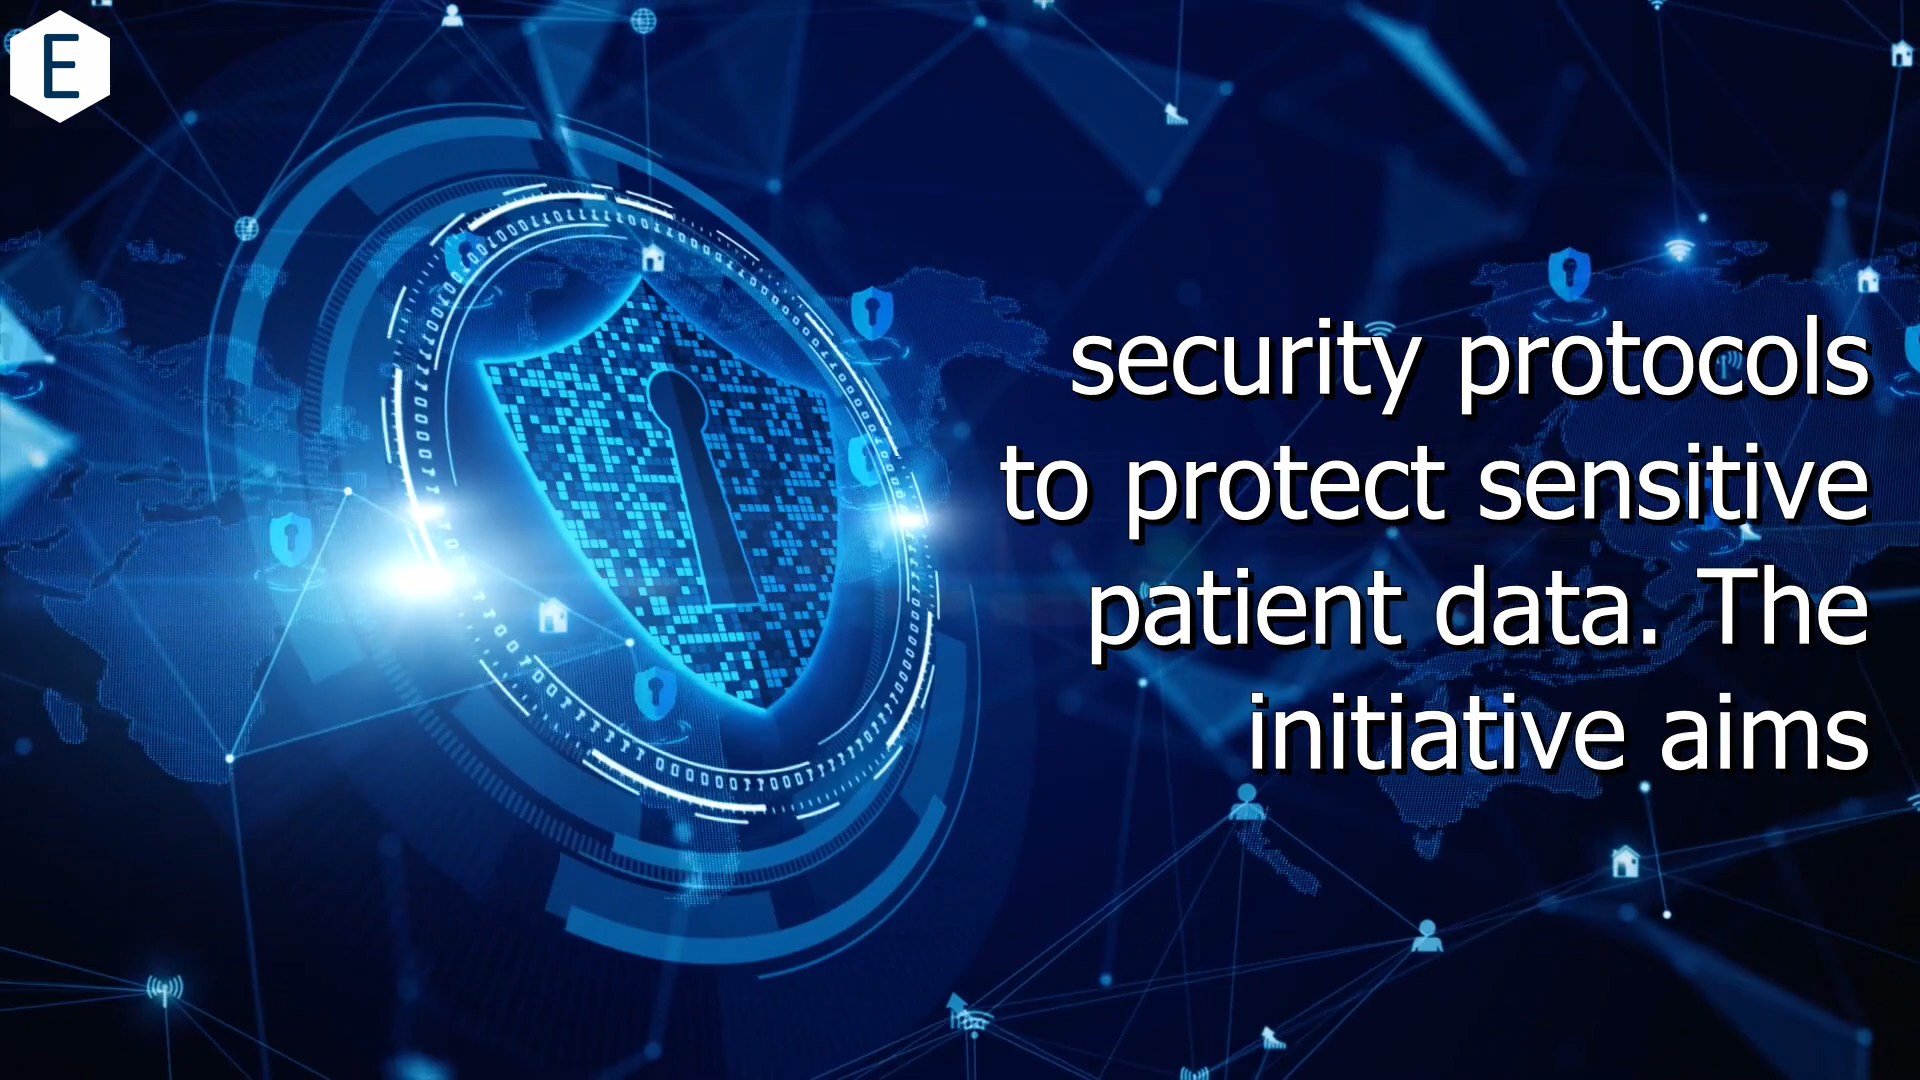 E
security protocols
to protect sensitive
patient data. The
initiative aims